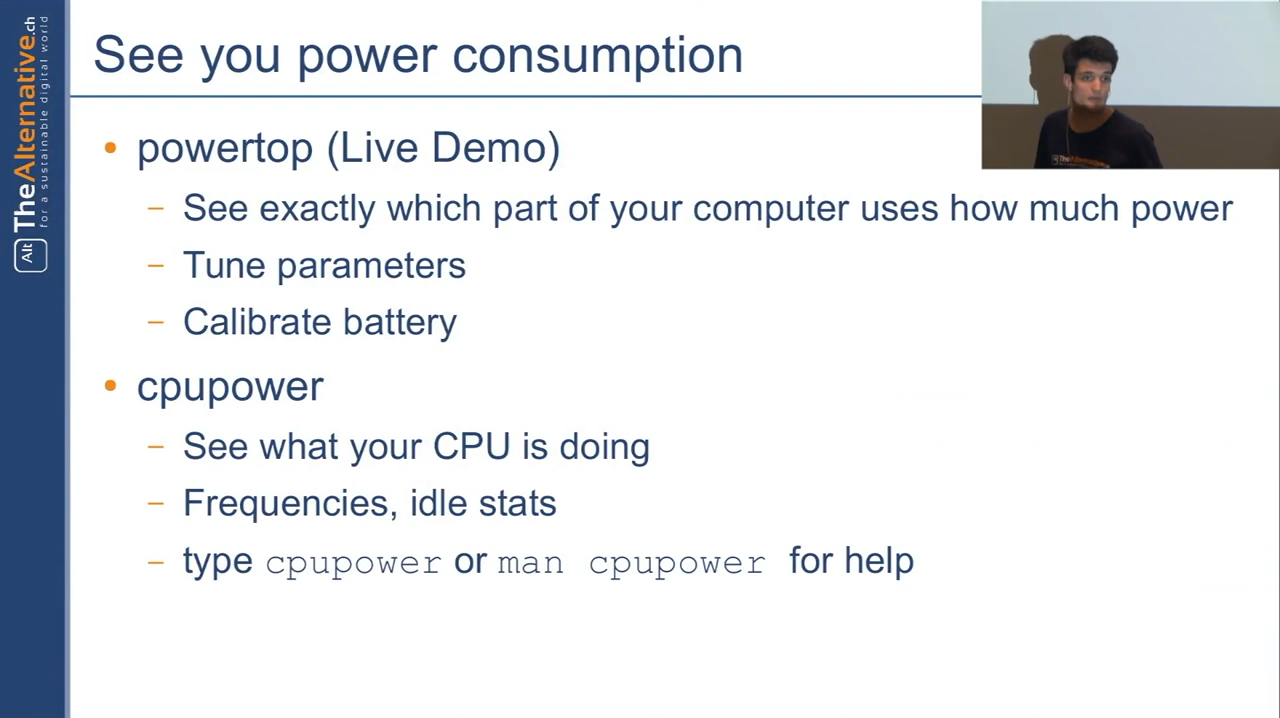 See you power consumption
• powertop (Live Demo)
– See exactly which part of your computer uses how much power
– Tune parameters
– Calibrate battery
• cpupower
– See what your CPU is doing
– Frequencies, idle stats
– type cpupower or man cpupower for help
Alt TheAlternative.ch
for a sustainable digital world
TheAlternative